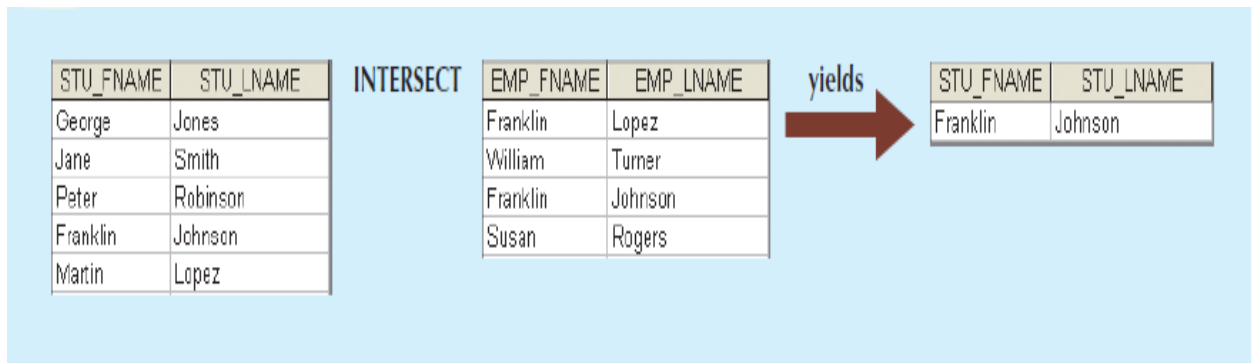 STU_FNAME STU_LNAME
George Jones
Jane Smith
Peter Robinson
Franklin Johnson
Martin Lopez
INTERSECT
EMP_FNAME EMP_LNAME
Franklin Lopez
William Turner
Franklin Johnson
Susan Rogers
yields
STU_FNAME STU_LNAME
Franklin Johnson